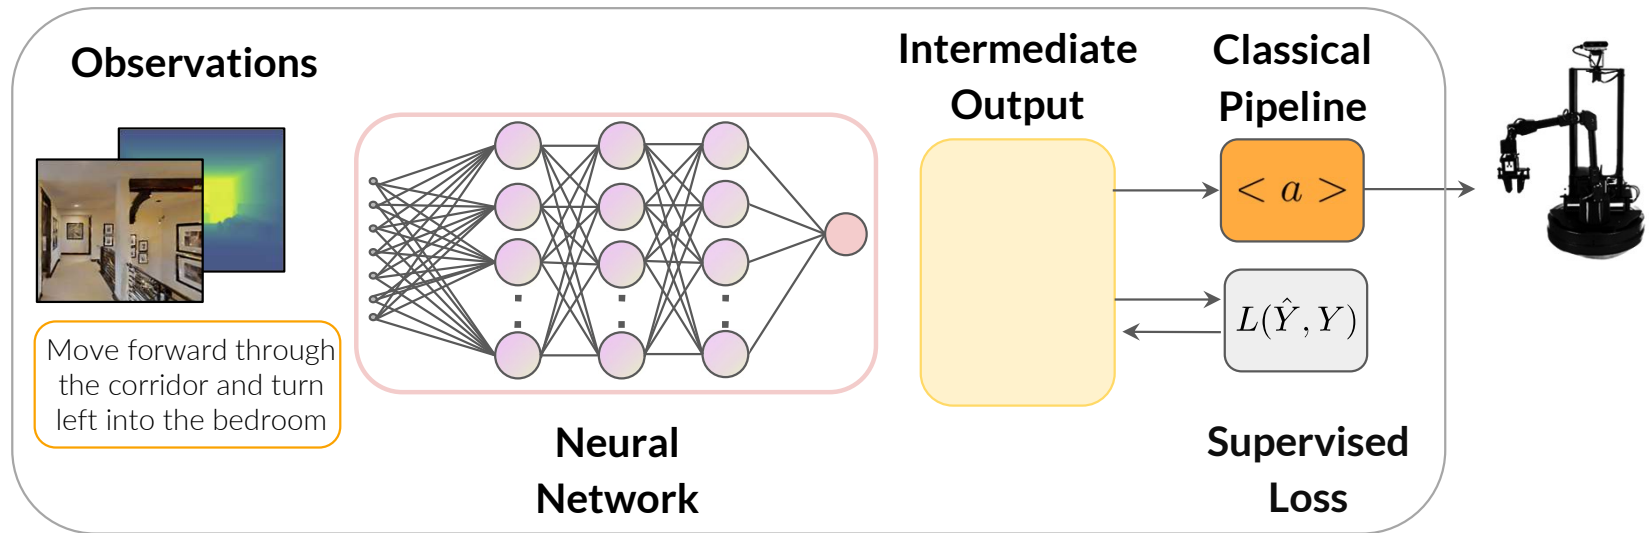 Observations
Move forward through
the corridor and turn
left into the bedroom
Neural
Network
Intermediate
Output
Classical
Pipeline
< a >
L(Ŷ, Y)
Supervised
Loss